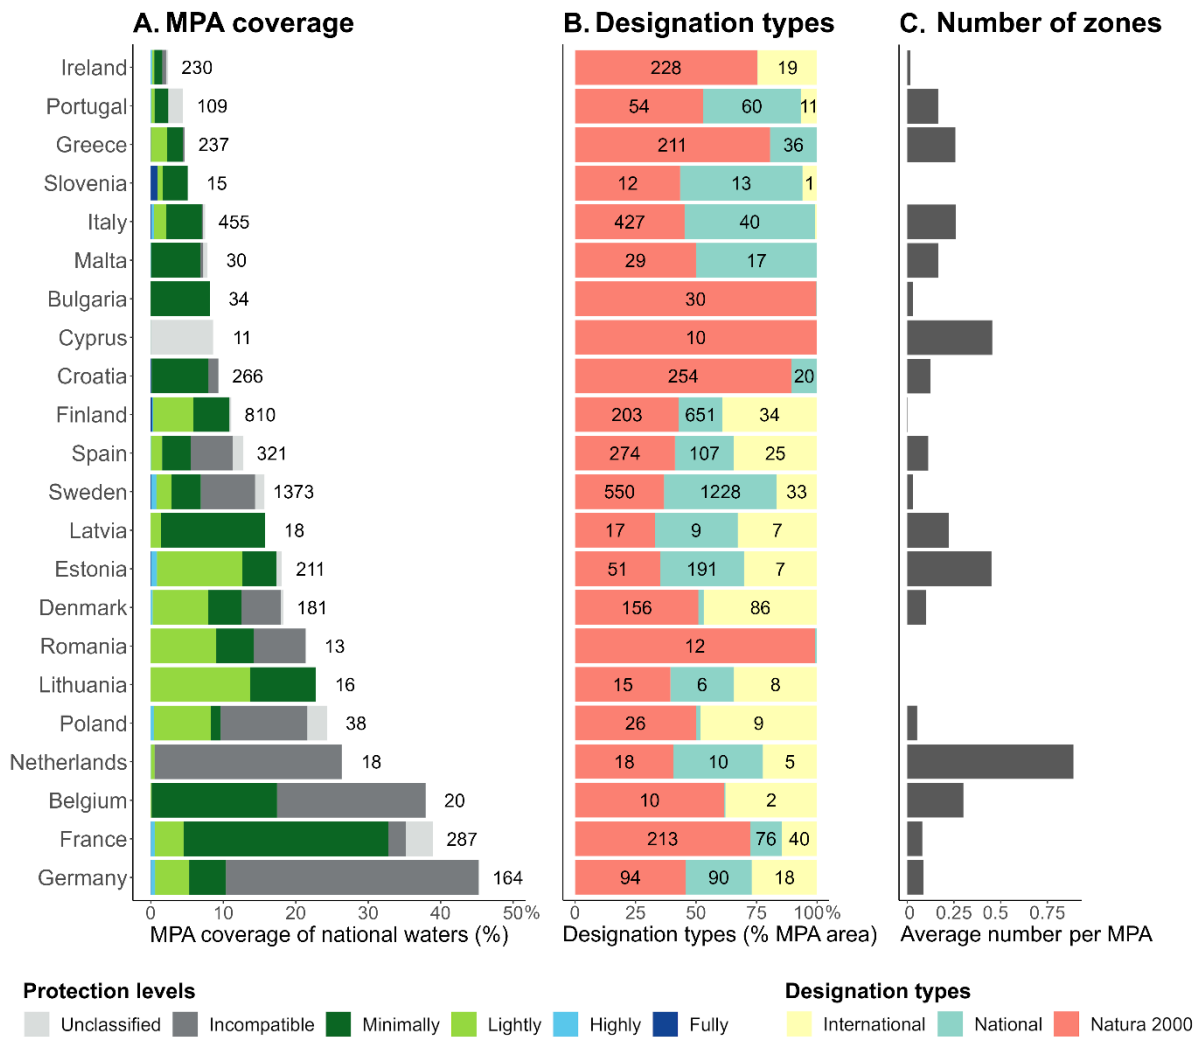 A. MPA coverage B. Designation types C. Number of zones
Ireland 230 228 19
Portugal 109 54 60 11
Greece 237 211 36
Slovenia 15 12 13 1
Italy 455 427 40
Malta 30 29 17
Bulgaria 34 30
Cyprus 11 10
Croatia 266 254 20
Finland 810 203 651 34
Spain 321 274 107 25
Sweden 1373 550 1228 33
Latvia 18 17 9 7
Estonia 211 51 191 7
Denmark 181 156 86
Romania 13 12
Lithuania 16 15 6 8
Poland 38 26 9
Netherlands 18 18 10 5
Belgium 20 10 2
France 287 213 76 40
Germany 164 94 90 18
0 10 20 30 40 50% 0 25 50 75 100% 0 0.25 0.5 0.75
MPA coverage of national waters (%) Designation types (% MPA area) Average number per MPA
Protection levels Designation types
Unclassified Incompatible Minimally Lightly Highly Fully International National Natura 2000